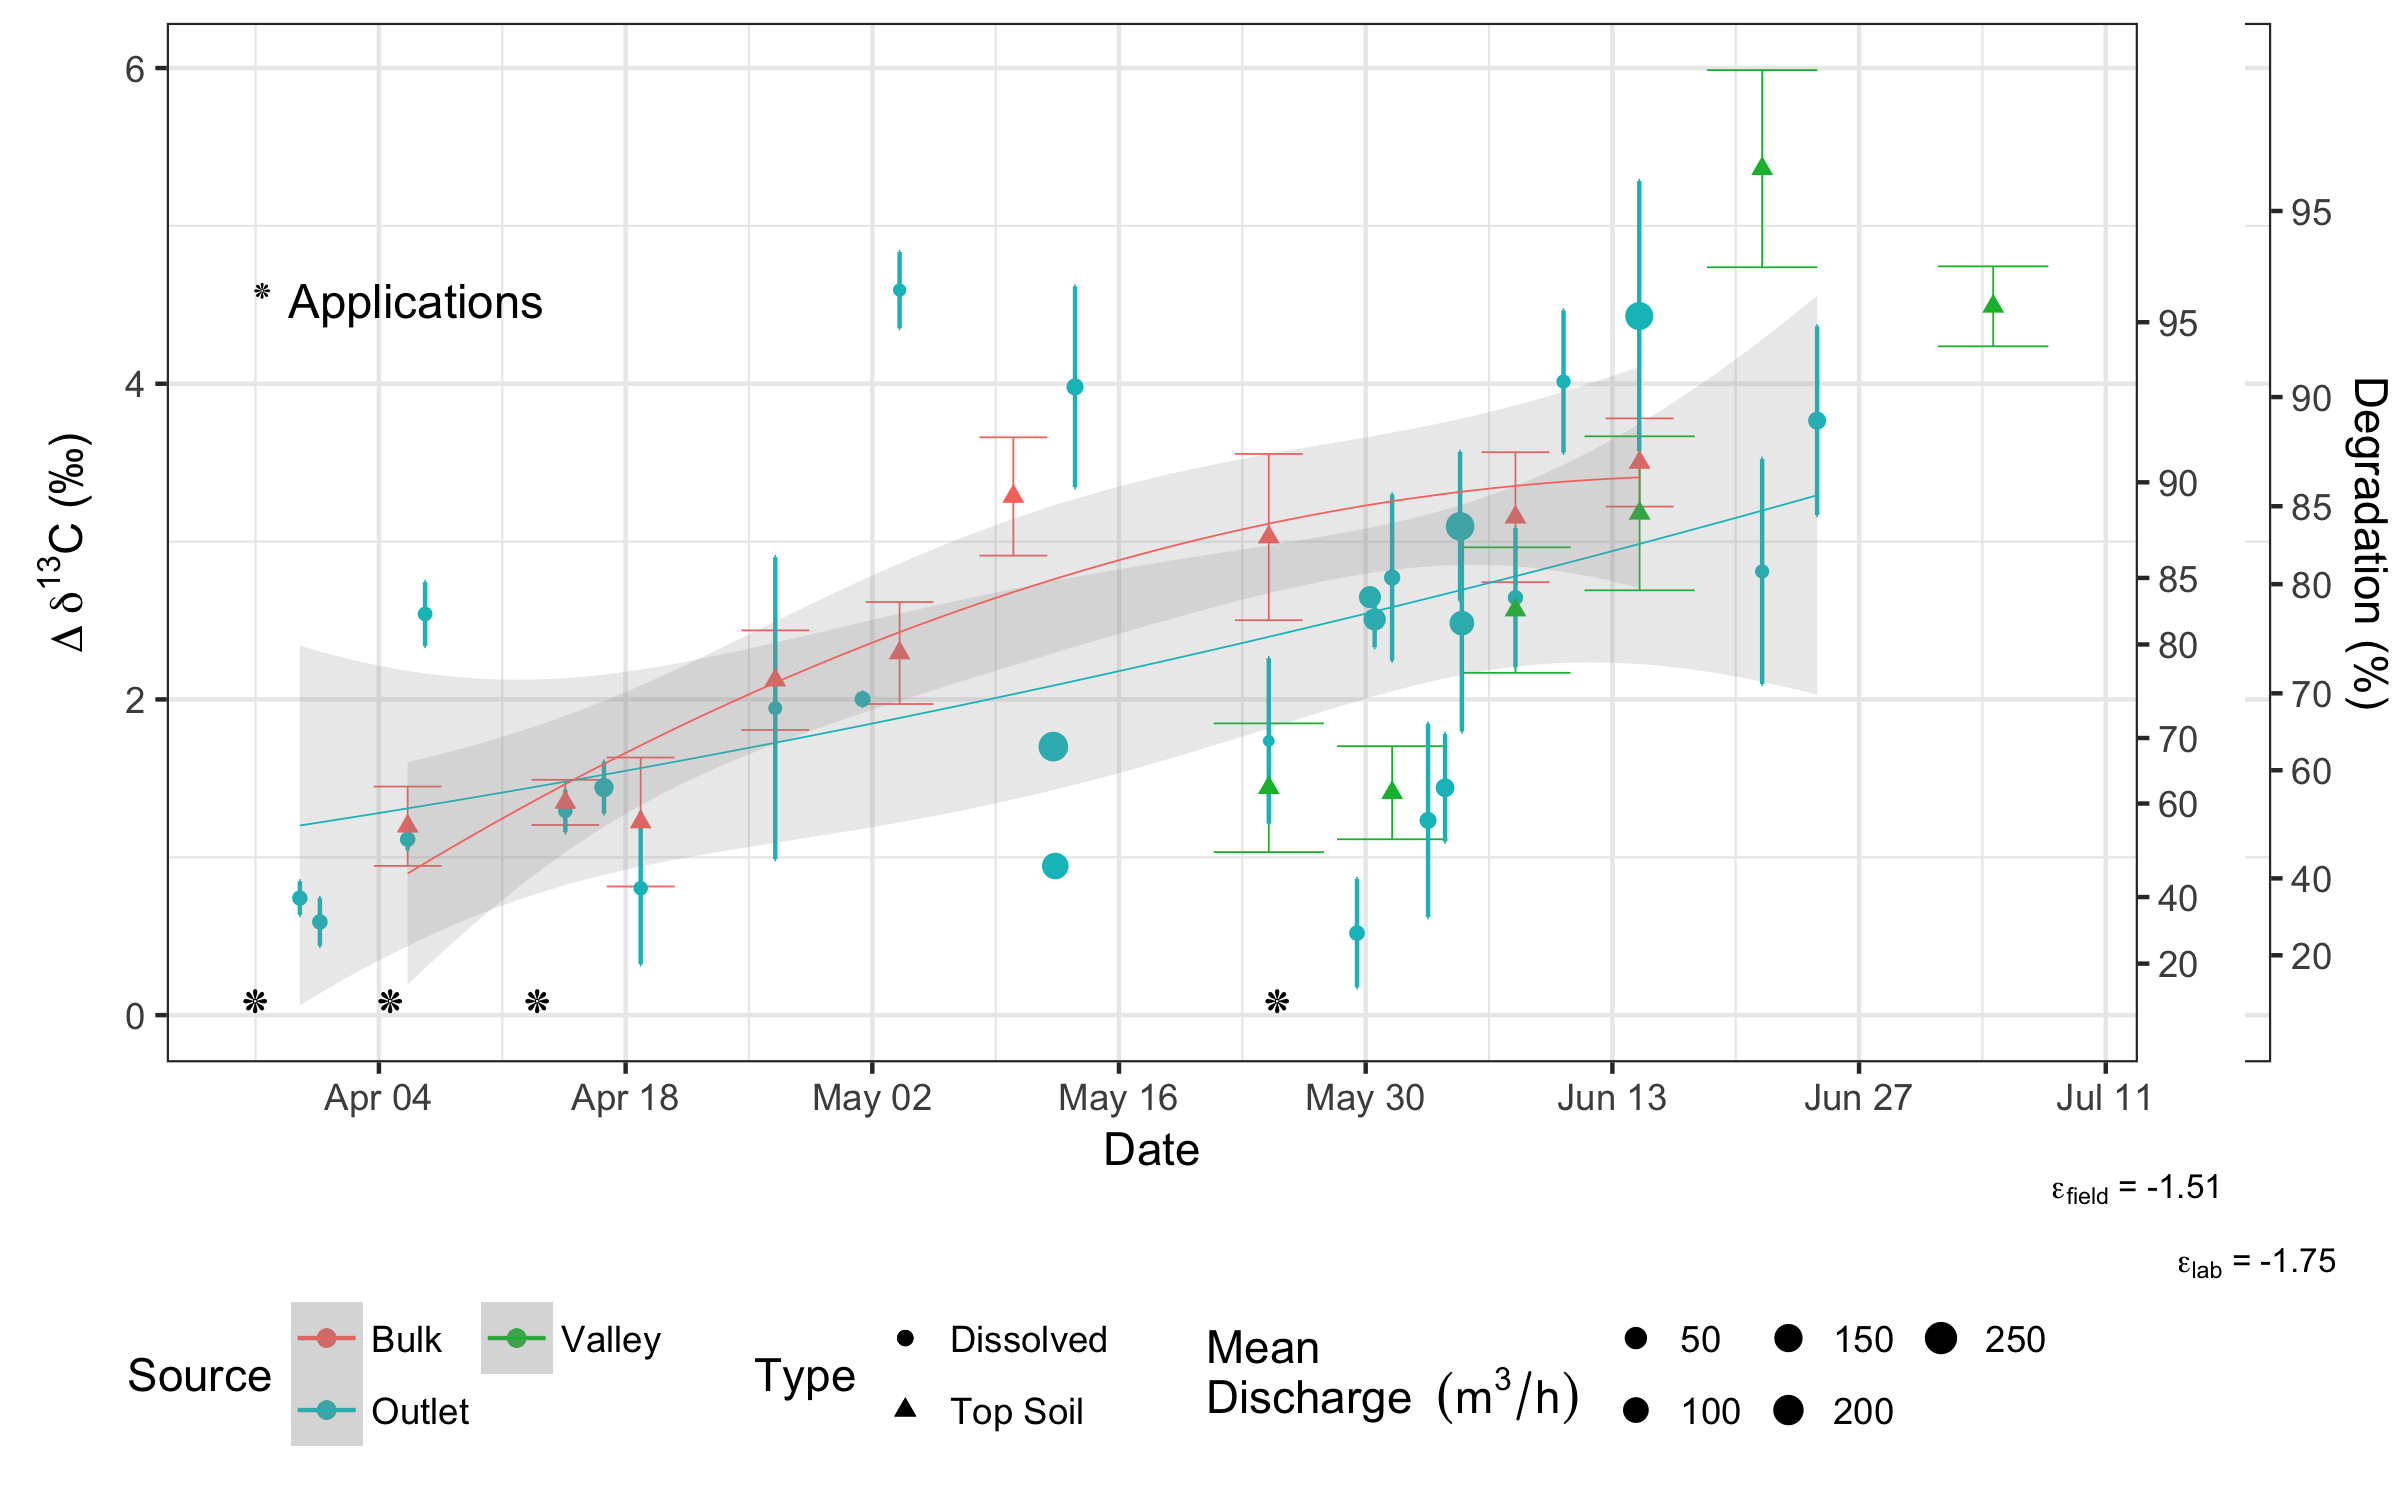 6
4
2
0
Δ δ¹³C (‰)
❋ Applications
95
90
85
80
70
60
40
20
95
90
85
80
70
60
40
20
Degradation (%)
Apr 04 Apr 18 May 02 May 16 May 30 Jun 13 Jun 27 Jul 11
Date
ε field = -1.51
ε lab = -1.75
Source
Bulk
Valley
Outlet
Type
Dissolved
Top Soil
Mean
Discharge (m³/h)
50 150 250
100 200